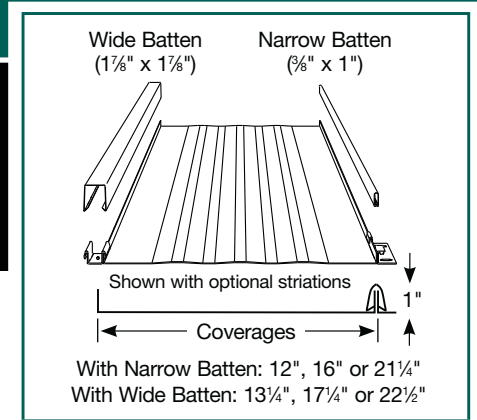 Wide Batten Narrow Batten
(1⅞" x 1⅞") (⅜" x 1")
Shown with optional striations
1"
Coverages
With Narrow Batten: 12", 16" or 21¼"
With Wide Batten: 13¼", 17¼" or 22½"